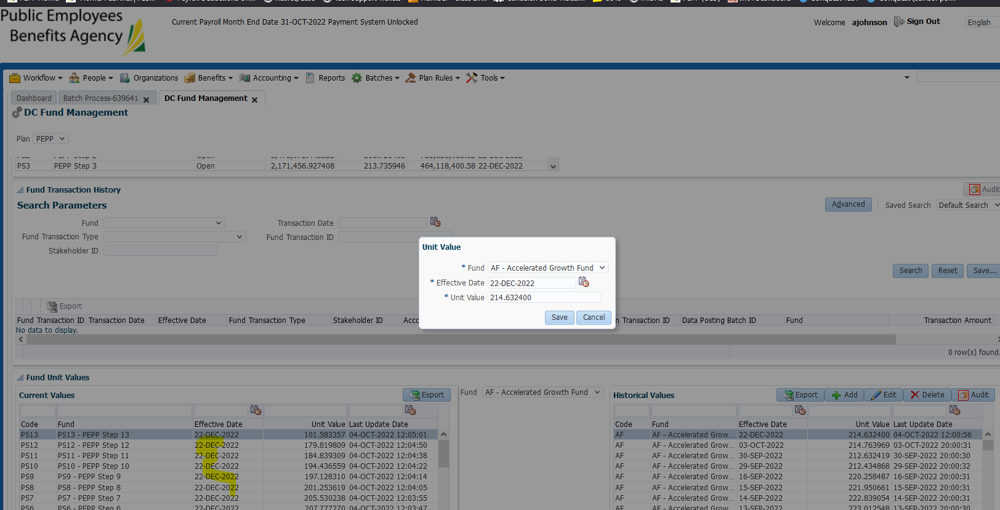 Public Employees
Benefits Agency
Current Payroll Month End Date 31-OCT-2022 Payment System Unlocked
Welcome ajohnson Sign Out English
Workflow People Organizations Benefits Accounting Reports Batches Plan Rules Tools
Dashboard Batch Process-639641 DC Fund Management
DC Fund Management
Plan PEPP
PS3 PEPP Step 3 Open 2,171,456.927408 213.735946 464,118,400.58 22-DEC-2022
Fund Transaction History
Audit
Search Parameters
Advanced Saved Search Default Search
Fund Transaction Date
Fund Transaction Type Fund Transaction ID
Stakeholder ID
Unit Value
* Fund AF - Accelerated Growth Fund
* Effective Date 22-DEC-2022
* Unit Value 214.632400
Save Cancel
Search Reset Save...
Export
Fund Transaction ID Transaction Date Effective Date Fund Transaction Type Stakeholder ID Transaction ID Data Posting Batch ID Fund Transaction Amount
No data to display.
0 row(s) found.
Fund Unit Values
Current Values Export
Fund AF - Accelerated Growth Fund
Historical Values Export Add Edit Delete Audit
Code Fund Effective Date Unit Value Last Update Date
PS13 PS13 - PEPP Step 13 22-DEC-2022 101.583357 04-OCT-2022 12:05:01
PS12 PS12 - PEPP Step 12 22-DEC-2022 179.819809 04-OCT-2022 12:04:50
PS11 PS11 - PEPP Step 11 22-DEC-2022 184.839309 04-OCT-2022 12:04:38
PS10 PS10 - PEPP Step 10 22-DEC-2022 194.436559 04-OCT-2022 12:04:22
PS9 PS9 - PEPP Step 9 22-DEC-2022 197.128310 04-OCT-2022 12:04:14
PS8 PS8 - PEPP Step 8 22-DEC-2022 201.253619 04-OCT-2022 12:04:05
PS7 PS7 - PEPP Step 7 22-DEC-2022 205.530238 04-OCT-2022 12:03:55
PS6 PS6 - PEPP Step 6 22-DEC-2022 207.777270 04-OCT-2022 12:03:47
Code Fund Effective Date Unit Value Last Update Date
AF AF - Accelerated Grow... 22-DEC-2022 214.632400 04-OCT-2022 12:00:56
AF AF - Accelerated Grow... 03-OCT-2022 214.763969 03-OCT-2022 20:00:31
AF AF - Accelerated Grow... 30-SEP-2022 212.632419 30-SEP-2022 20:00:30
AF AF - Accelerated Grow... 29-SEP-2022 212.434868 29-SEP-2022 20:00:32
AF AF - Accelerated Grow... 16-SEP-2022 220.258487 16-SEP-2022 20:00:31
AF AF - Accelerated Grow... 15-SEP-2022 221.950661 15-SEP-2022 20:00:31
AF AF - Accelerated Grow... 14-SEP-2022 222.839054 14-SEP-2022 20:00:31
AF AF - Accelerated Grow... 13-SEP-2022 223.012548 13-SEP-2022 20:00:30